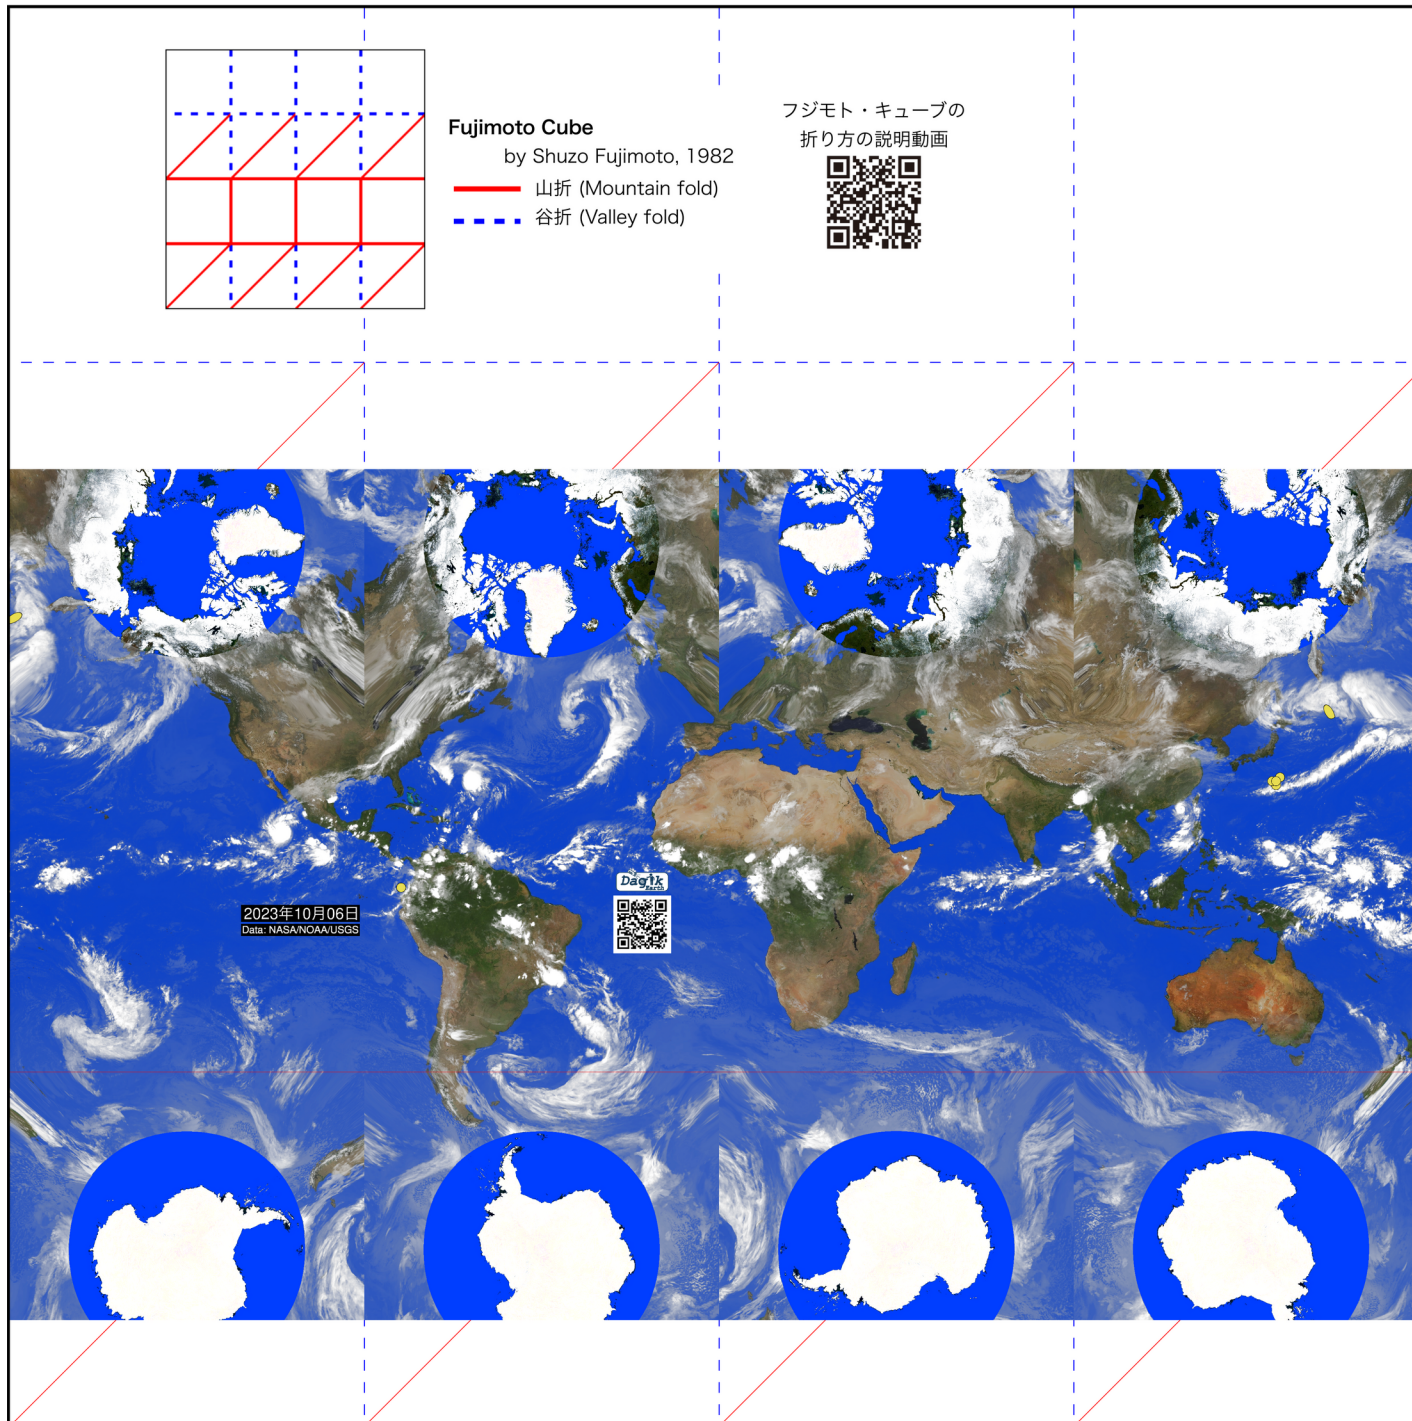 Fujimoto Cube
by Shuzo Fujimoto, 1982
山折 (Mountain fold)
谷折 (Valley fold)
フジモト・キューブの
折り方の説明動画
Dagik
Earth
2023年10月06日
Data: NASA/NOAA/USGS